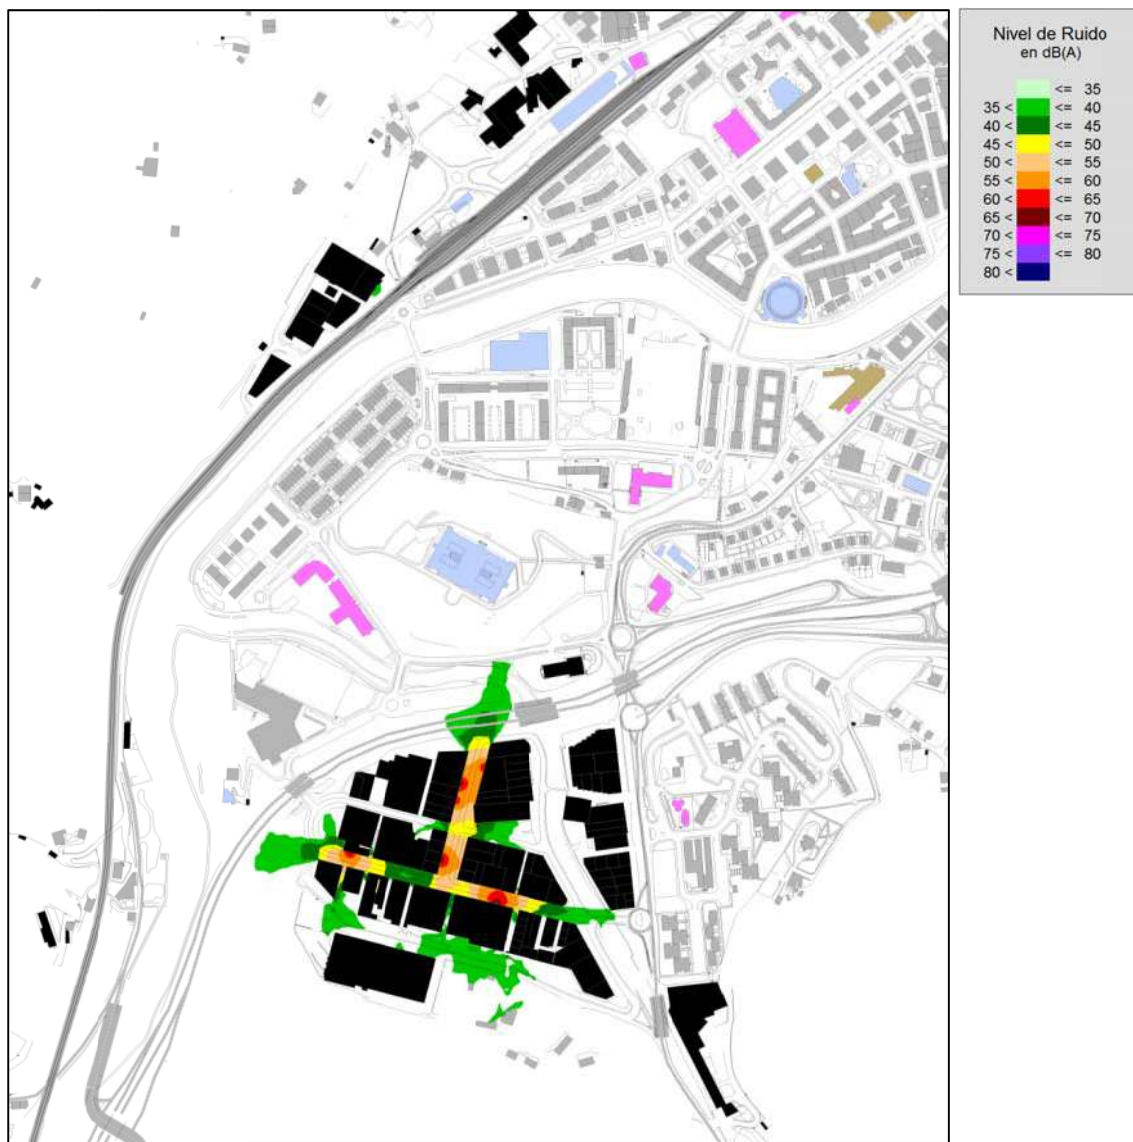 Nivel de Ruido
en dB(A)
<= 35
35 < <= 40
40 < <= 45
45 < <= 50
50 < <= 55
55 < <= 60
60 < <= 65
65 < <= 70
70 < <= 75
75 < <= 80
80 <